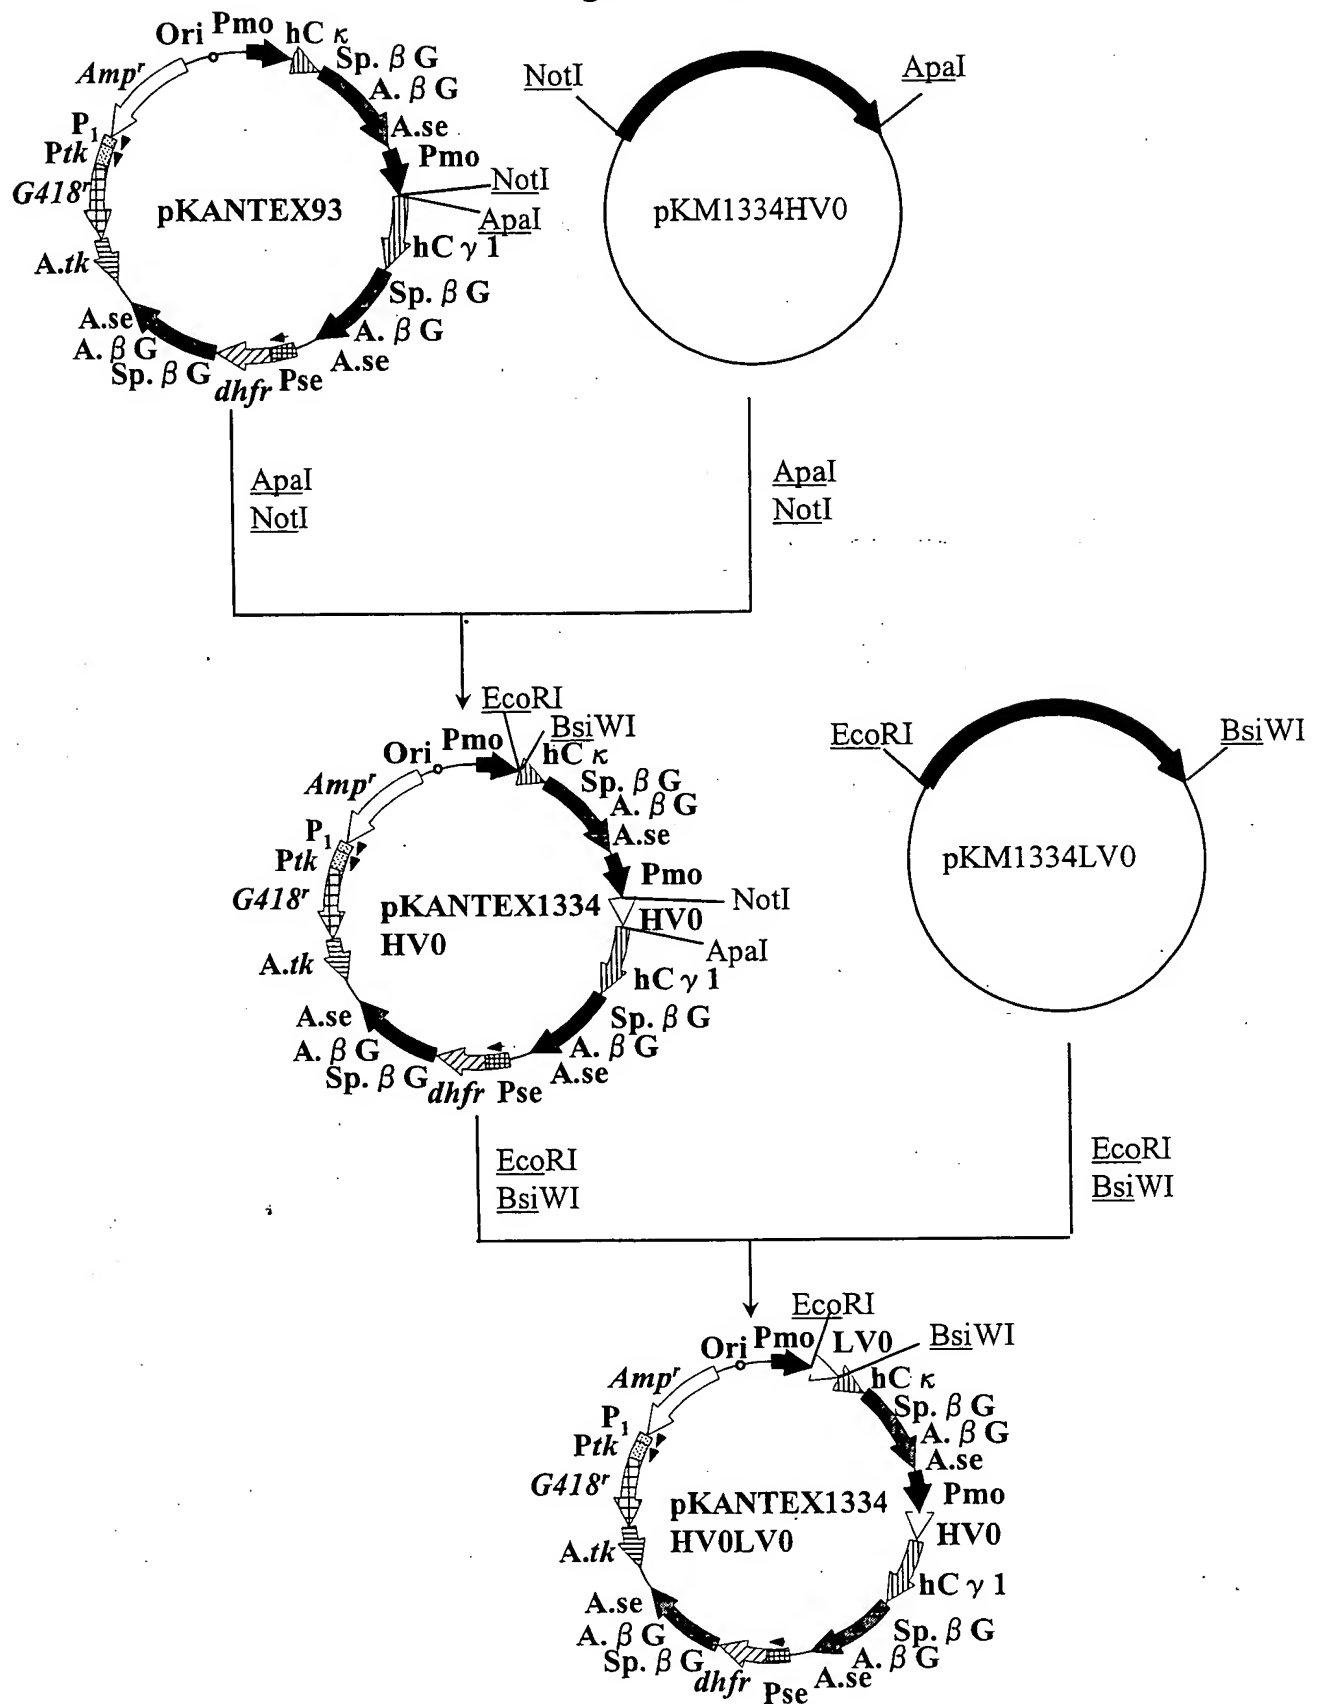 Ori
Pmo
hC κ
Sp. β G
A. β G
A.se
Pmo
NotI
ApaI
hC γ 1
Sp. β G
A. β G
A.se
Pse
dhfr
Sp. β G
A. β G
A.se
A.tk
G418r
Ptk
P1
Ampr
pKANTEX93
NotI
ApaI
pKM1334HV0
ApaI
NotI
ApaI
NotI
EcoRI
BsiWI
Ori
Pmo
hC κ
Sp. β G
A. β G
A.se
Pmo
NotI
HV0
ApaI
hC γ 1
Sp. β G
A. β G
A.se
Pse
dhfr
Sp. β G
A. β G
A.se
A.tk
G418r
Ptk
P1
Ampr
pKANTEX1334
HV0
EcoRI
BsiWI
pKM1334LV0
EcoRI
BsiWI
EcoRI
BsiWI
EcoRI
Ori
Pmo
LV0
BsiWI
hC κ
Sp. β G
A. β G
A.se
Pmo
HV0
hC γ 1
Sp. β G
A. β G
A.se
Pse
dhfr
Sp. β G
A. β G
A.se
A.tk
G418r
Ptk
P1
Ampr
pKANTEX1334
HV0LV0